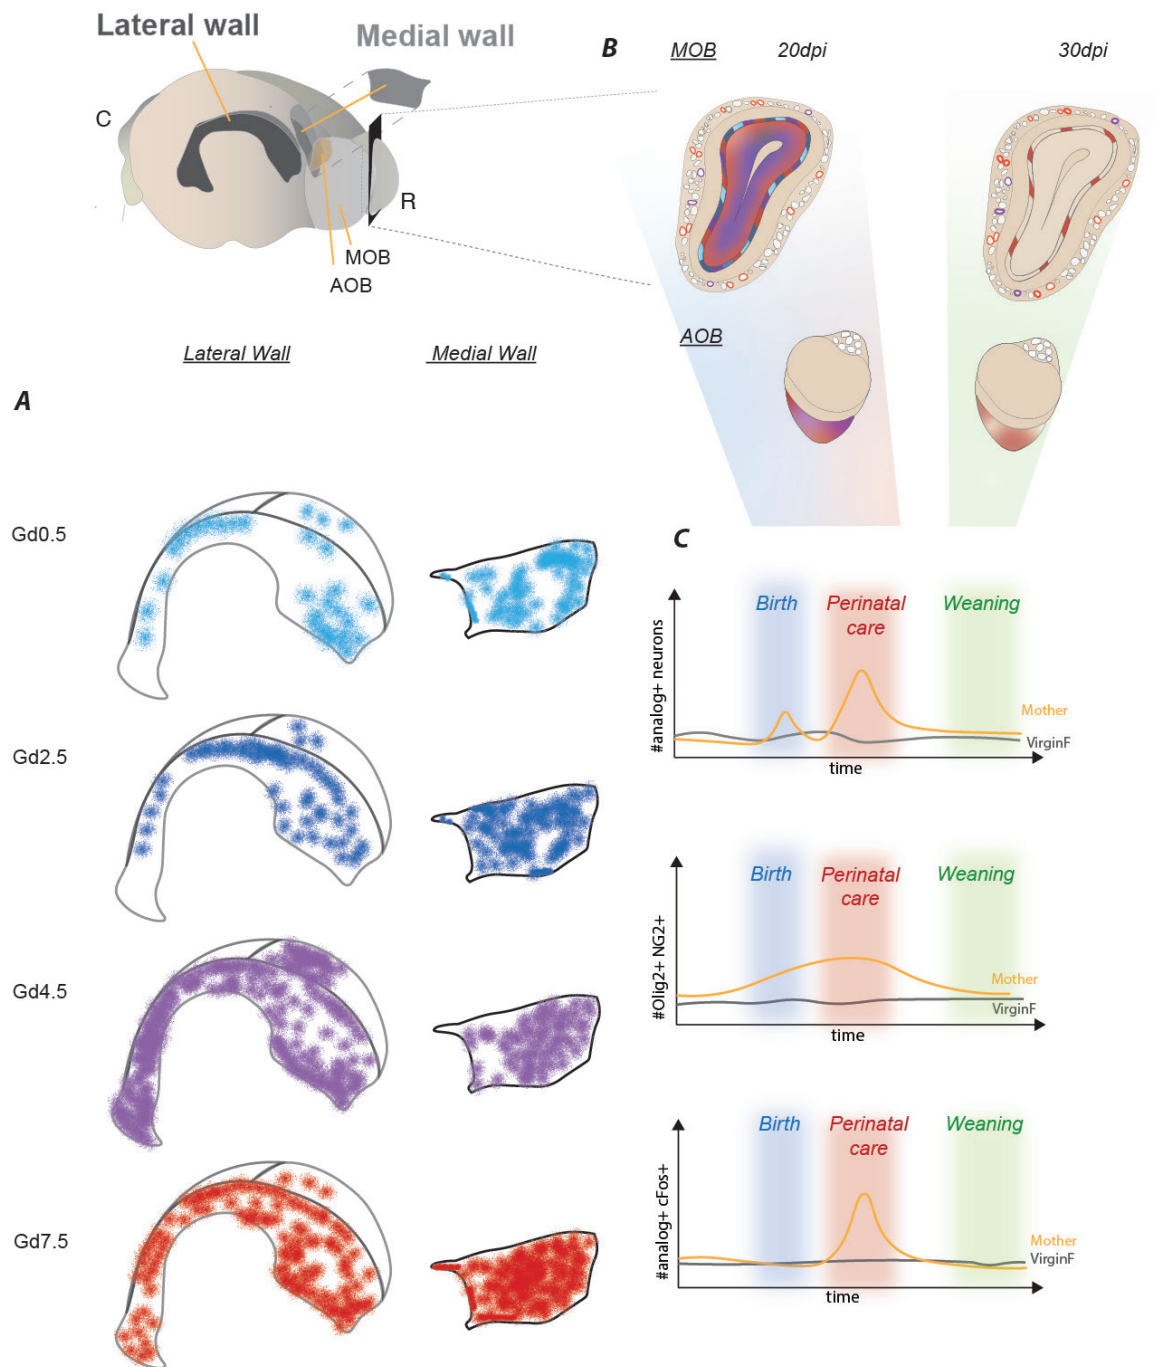 Lateral wall
Medial wall
C
R
MOB
AOB
Lateral Wall
Medial Wall
A
Gd0.5
Gd2.5
Gd4.5
Gd7.5
B
MOB
20dpi
30dpi
AOB
C
#analog+ neurons
Birth
Perinatal
care
Weaning
Mother
VirginF
time
#Olig2+ NG2+
Birth
Perinatal
care
Weaning
Mother
VirginF
time
#analog+ cFos+
Birth
Perinatal
care
Weaning
Mother
VirginF
time